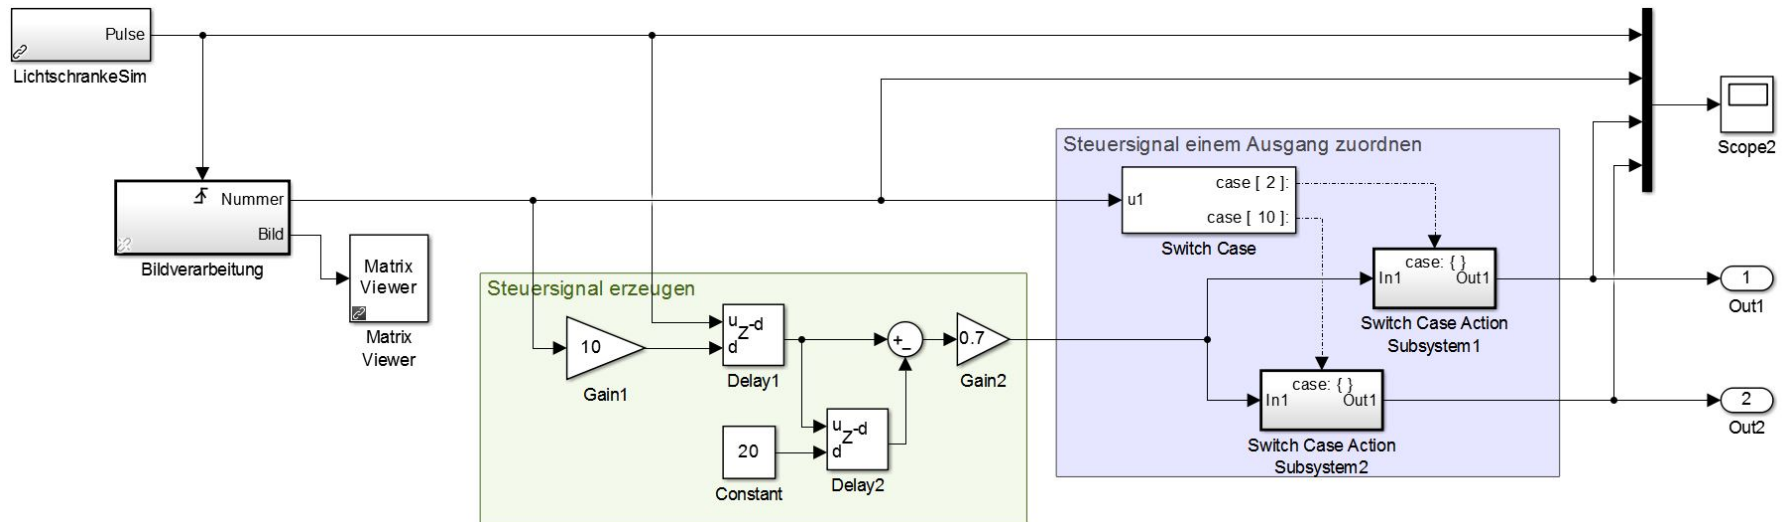 Pulse
LichtschrankeSim
Nummer
Bild
Bildverarbeitung
Matrix
Viewer
Matrix
Viewer
Steuersignal erzeugen
10
Gain1
u
d
Z-d
Delay1
20
Constant
u
d
Z-d
Delay2
+
-
0.7
Gain2
Steuersignal einem Ausgang zuordnen
u1
case [ 2 ]:
case [ 10 ]:
Switch Case
case: { }
In1 Out1
Switch Case Action
Subsystem1
case: { }
In1 Out1
Switch Case Action
Subsystem2
Scope2
1
Out1
2
Out2